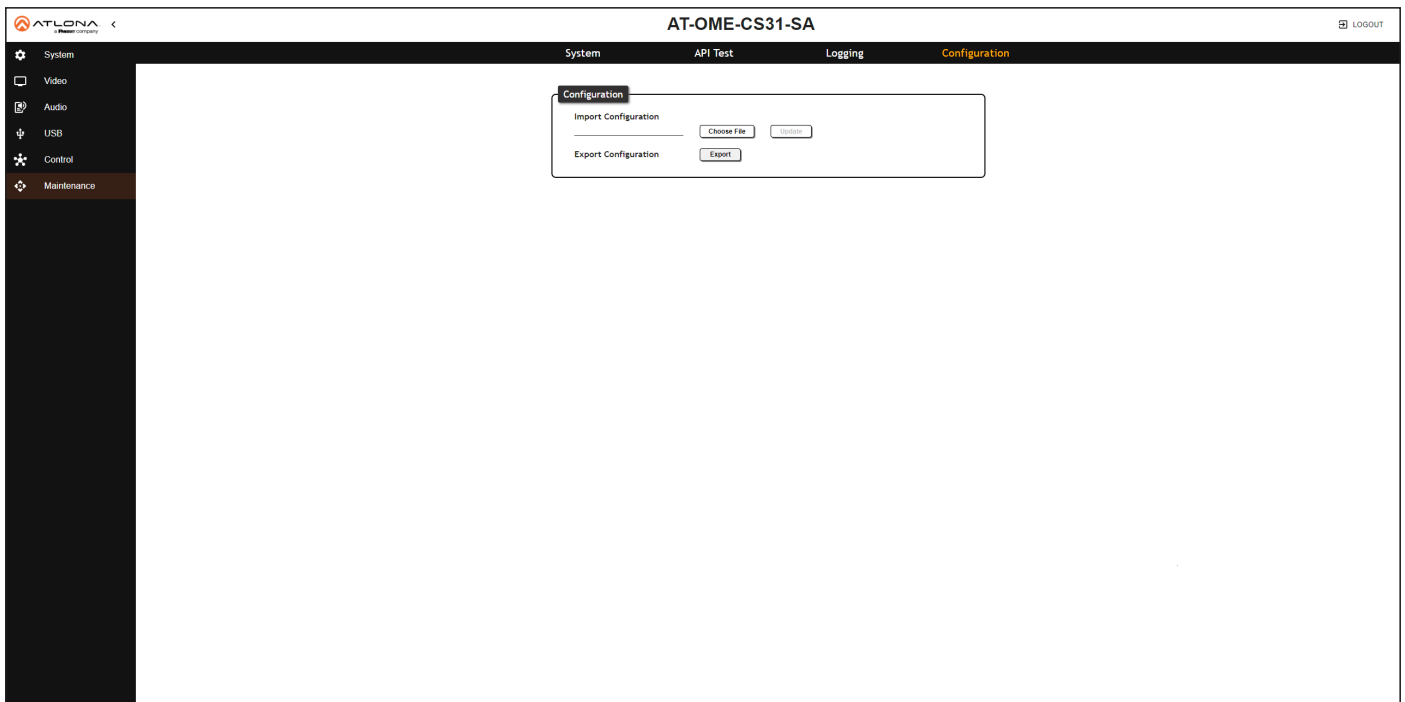 ATLONA
a Panduit company
AT-OME-CS31-SA
LOGOUT
System
Video
Audio
USB
Control
Maintenance
System API Test Logging Configuration
Configuration
Import Configuration
Choose File Update
Export Configuration Export